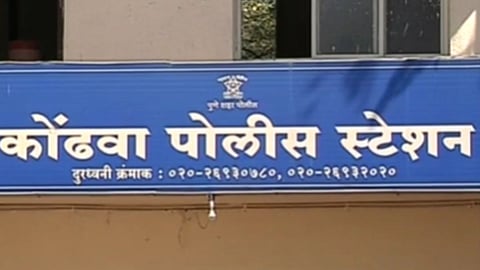 पुणे शहर पोलीस
कोंढवा पोलीस स्टेशन
दुरध्वनी क्रमांक : ०२०-२६९३०७८०, ०२०-२६९३२०२०